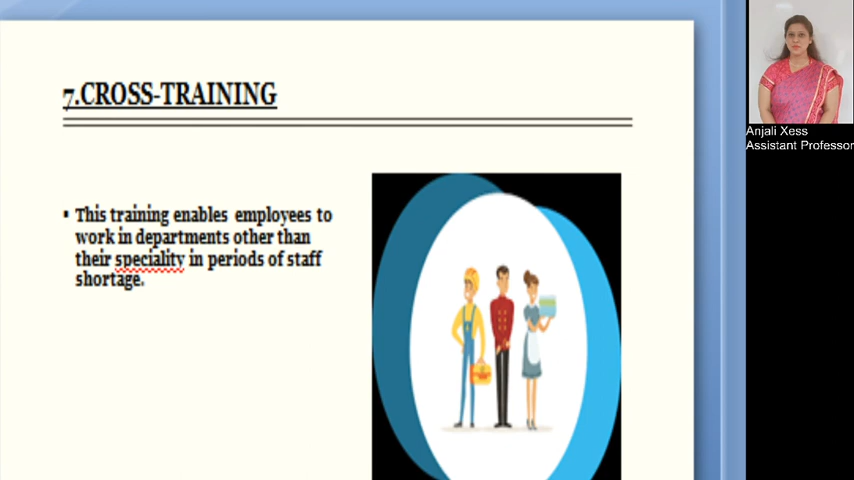 7.CROSS-TRAINING
▪ This training enables employees to
work in departments other than
their speciality in periods of staff
shortage.
Anjali Xess
Assistant Professor